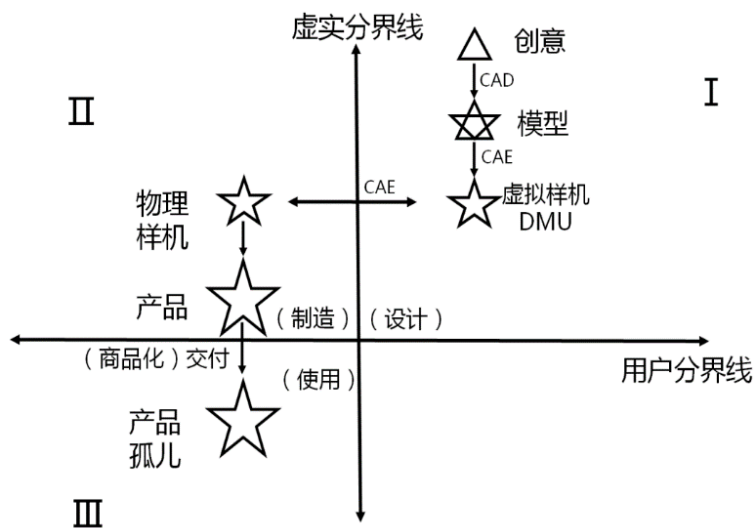 虚实分界线
创意
CAD
I
II
模型
CAE
CAE
虚拟样机
DMU
物理
样机
产品
（制造）
（设计）
（商品化）交付
（使用）
用户分界线
产品
孤儿
III